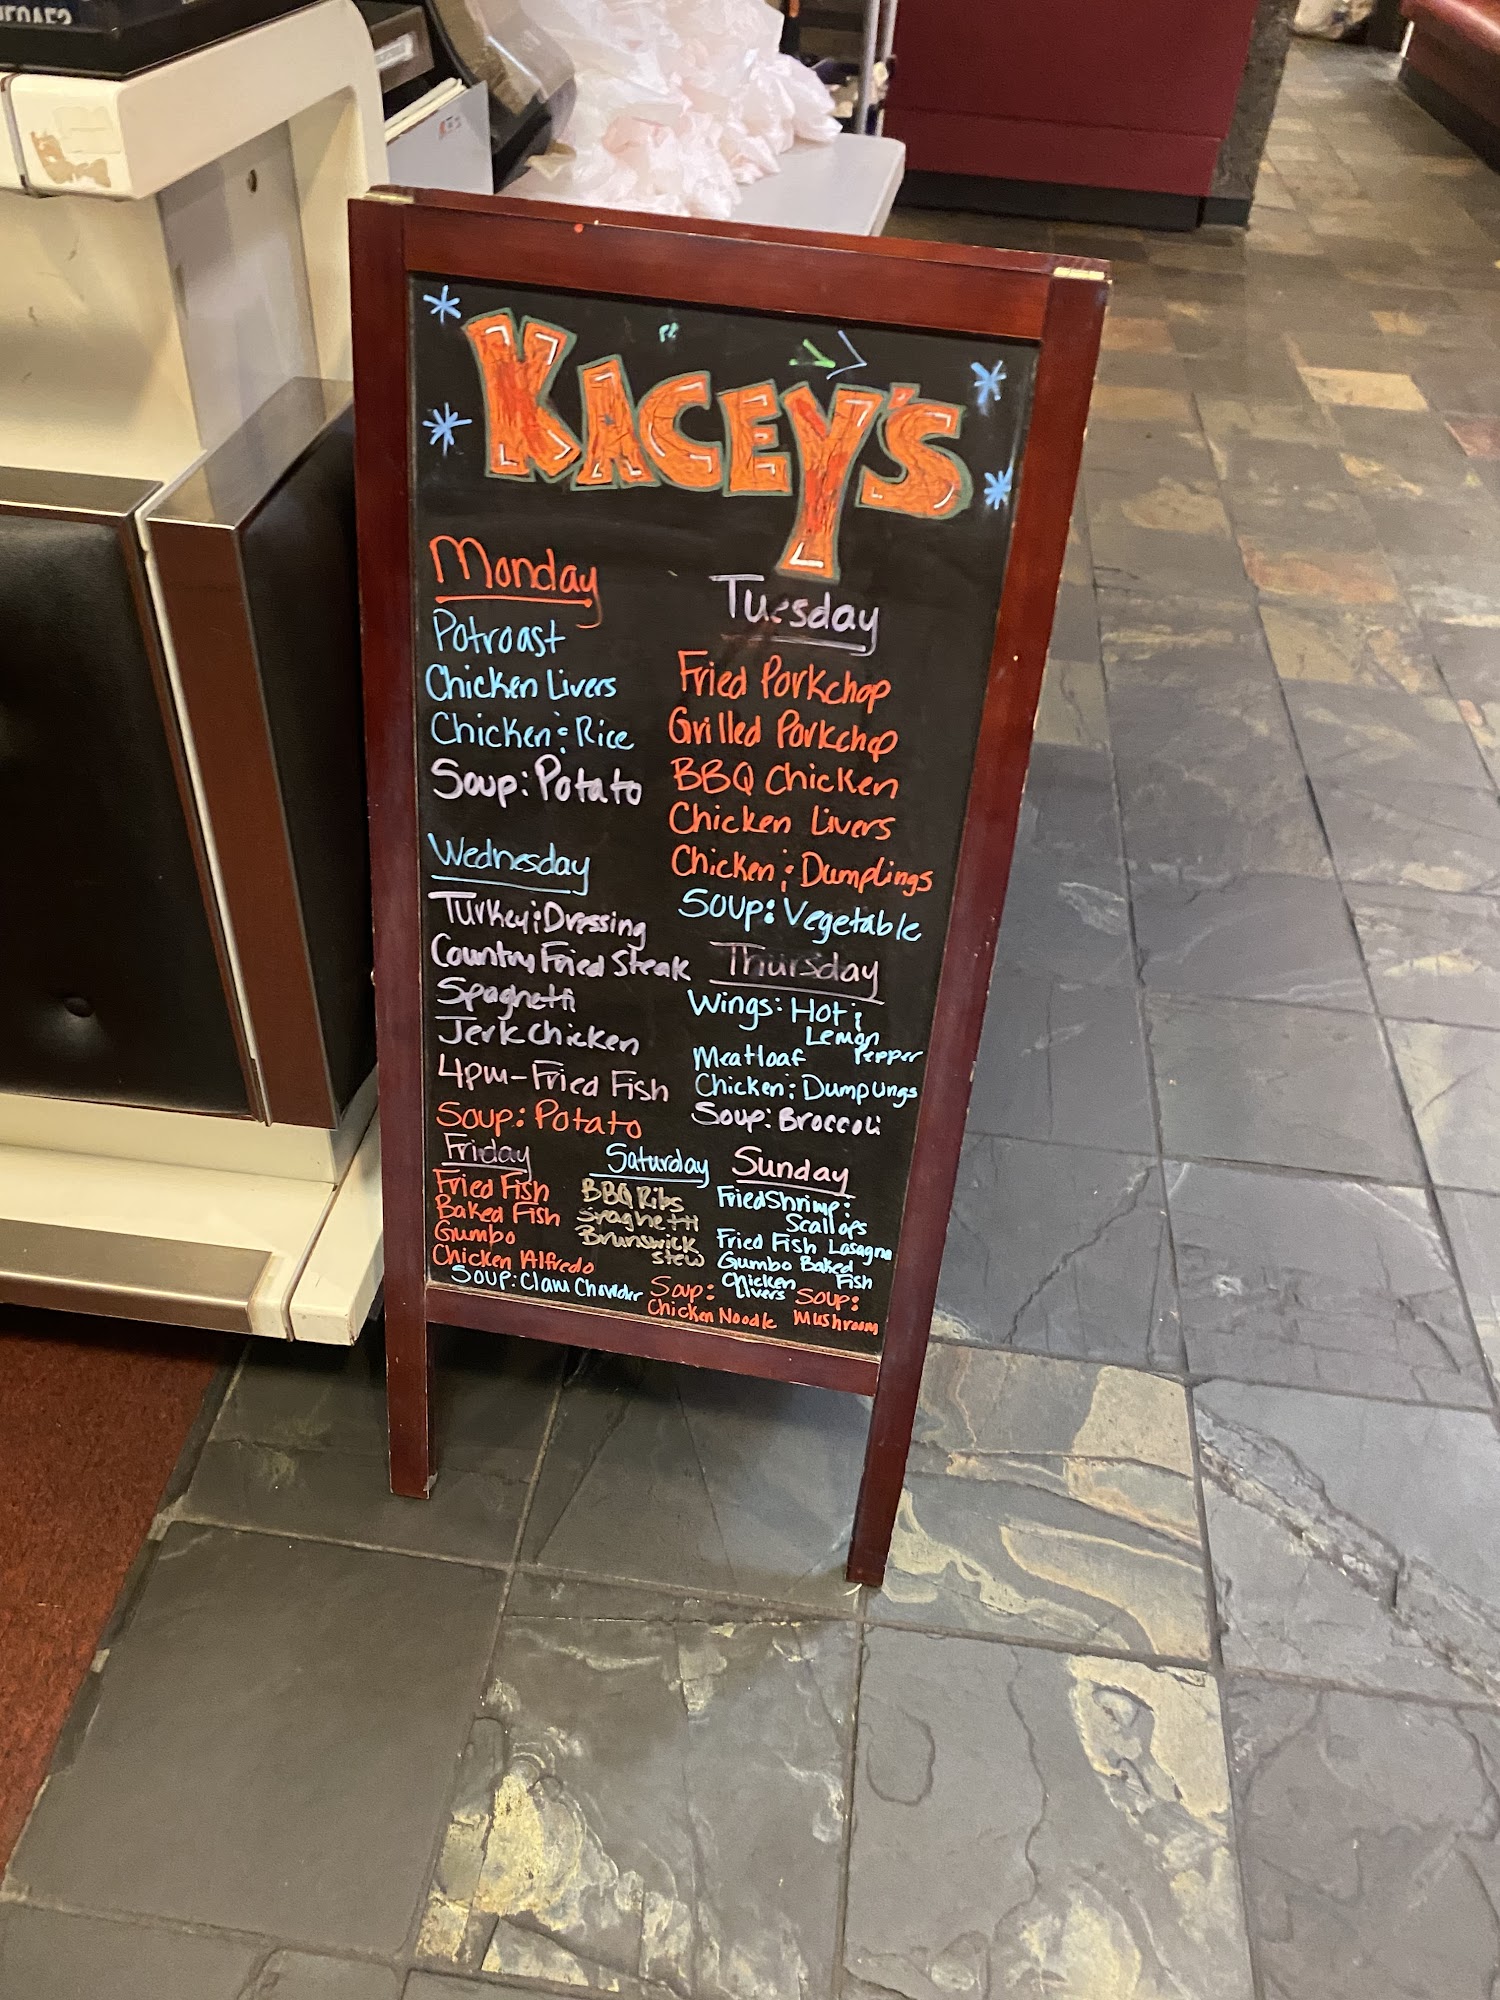 Kacey's
Monday
Potroast
Chicken Livers
Chicken & Rice
Soup: Potato
Tuesday
Fried Porkchop
Grilled Porkchop
BBQ Chicken
Chicken Livers
Chicken & Dumplings
Soup: Vegetable
Wednesday
Turkey & Dressing
Country Fried Steak
Spaghetti
Jerk Chicken
4pm - Fried Fish
Soup: Potato
Thursday
Wings: Hot &
Lemon
Pepper
Meatloaf
Chicken & Dumplings
Soup: Broccoli
Friday
Fried Fish
Baked Fish
Gumbo
Chicken Alfredo
Soup: Clam Chowder
Saturday
BBQ Ribs
Spaghetti
Brunswick
Stew
Soup:
Chicken Noodle
Sunday
Fried Shrimp &
Scallops
Fried Fish Lasagna
Gumbo Baked
Fish
Chicken
Livers
Soup:
Mushroom